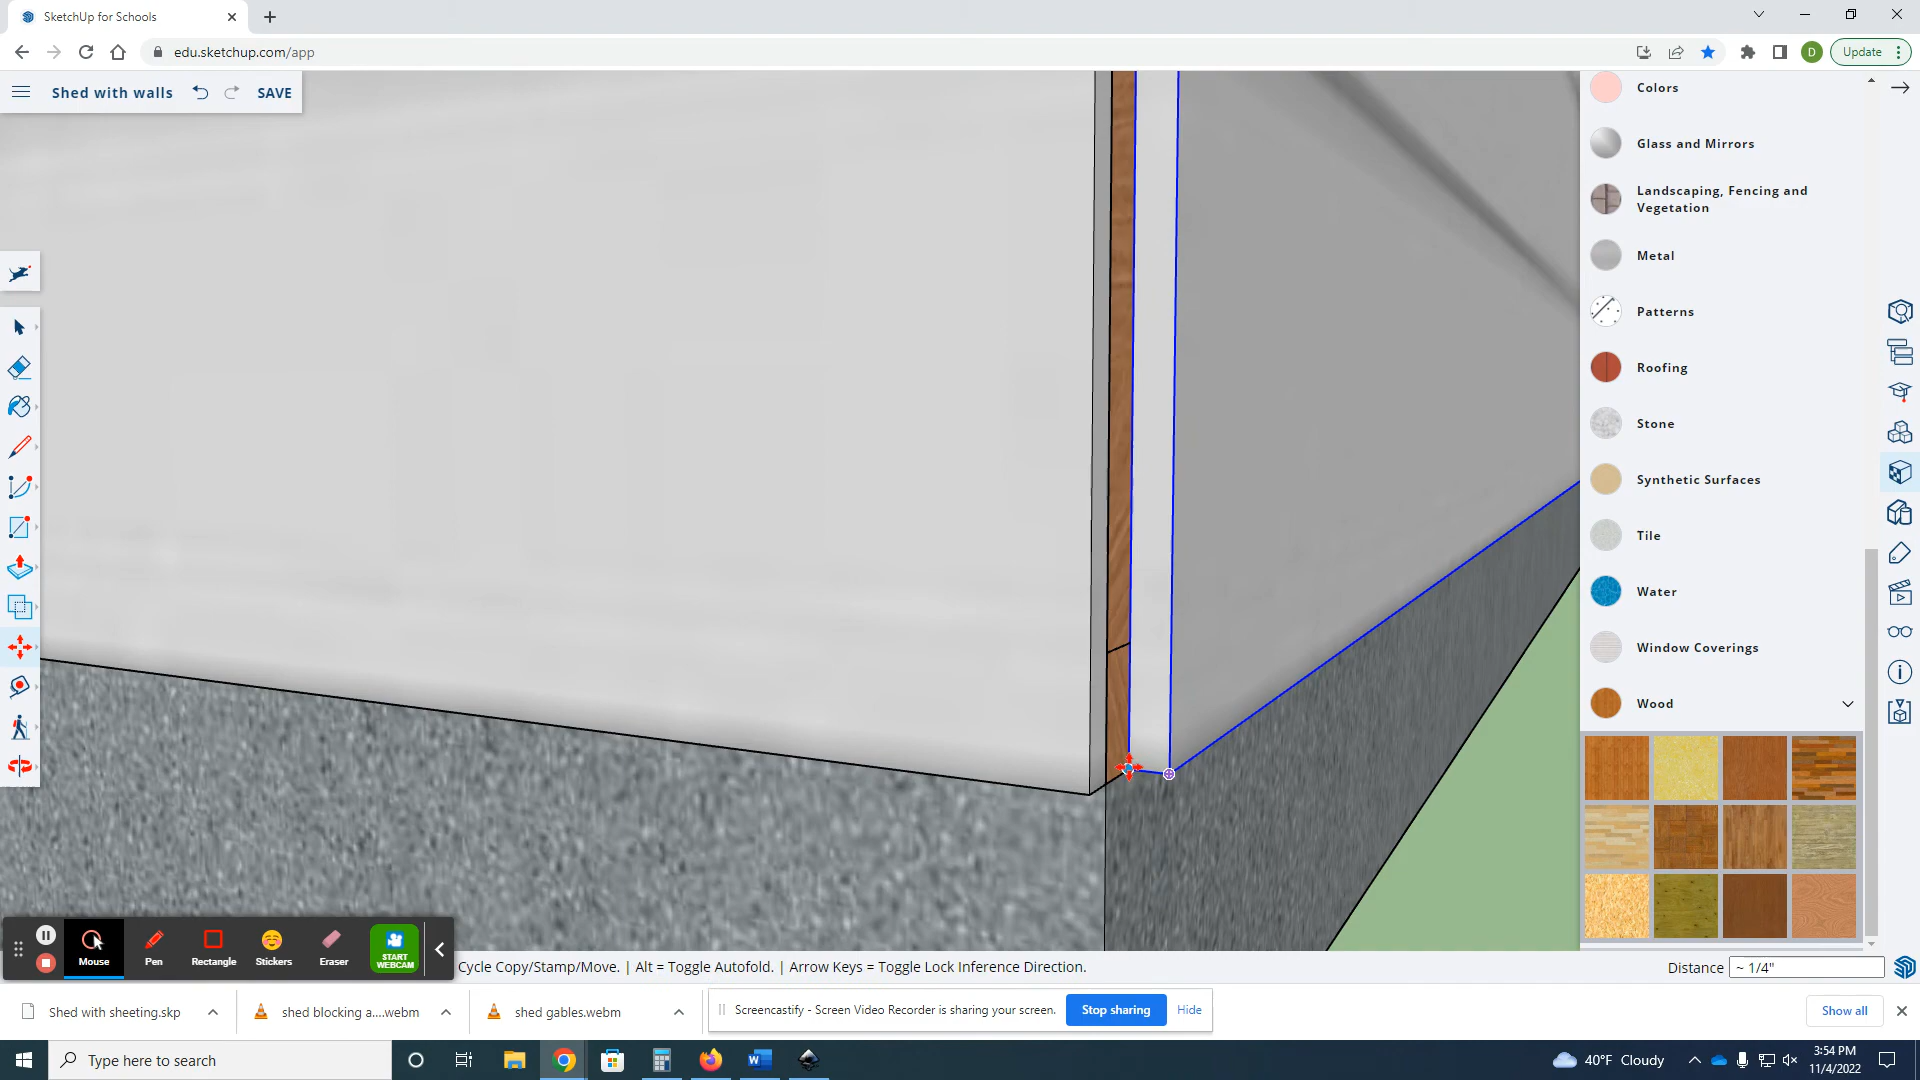 SketchUp for Schools
edu.sketchup.com/app
D
Update
Shed with walls
SAVE
Colors
Glass and Mirrors
Landscaping, Fencing and
Vegetation
Metal
Patterns
Roofing
Stone
Synthetic Surfaces
Tile
Water
Window Coverings
Wood
Mouse
Pen
Rectangle
Stickers
Eraser
START
WEBCAM
Cycle Copy/Stamp/Move. | Alt = Toggle Autofold. | Arrow Keys = Toggle Lock Inference Direction.
Distance ~ 1/4"
Shed with sheeting.skp
shed blocking a....webm
shed gables.webm
Screencastify - Screen Video Recorder is sharing your screen.
Stop sharing
Hide
Show all
Type here to search
W
40°F Cloudy
3:54 PM
11/4/2022